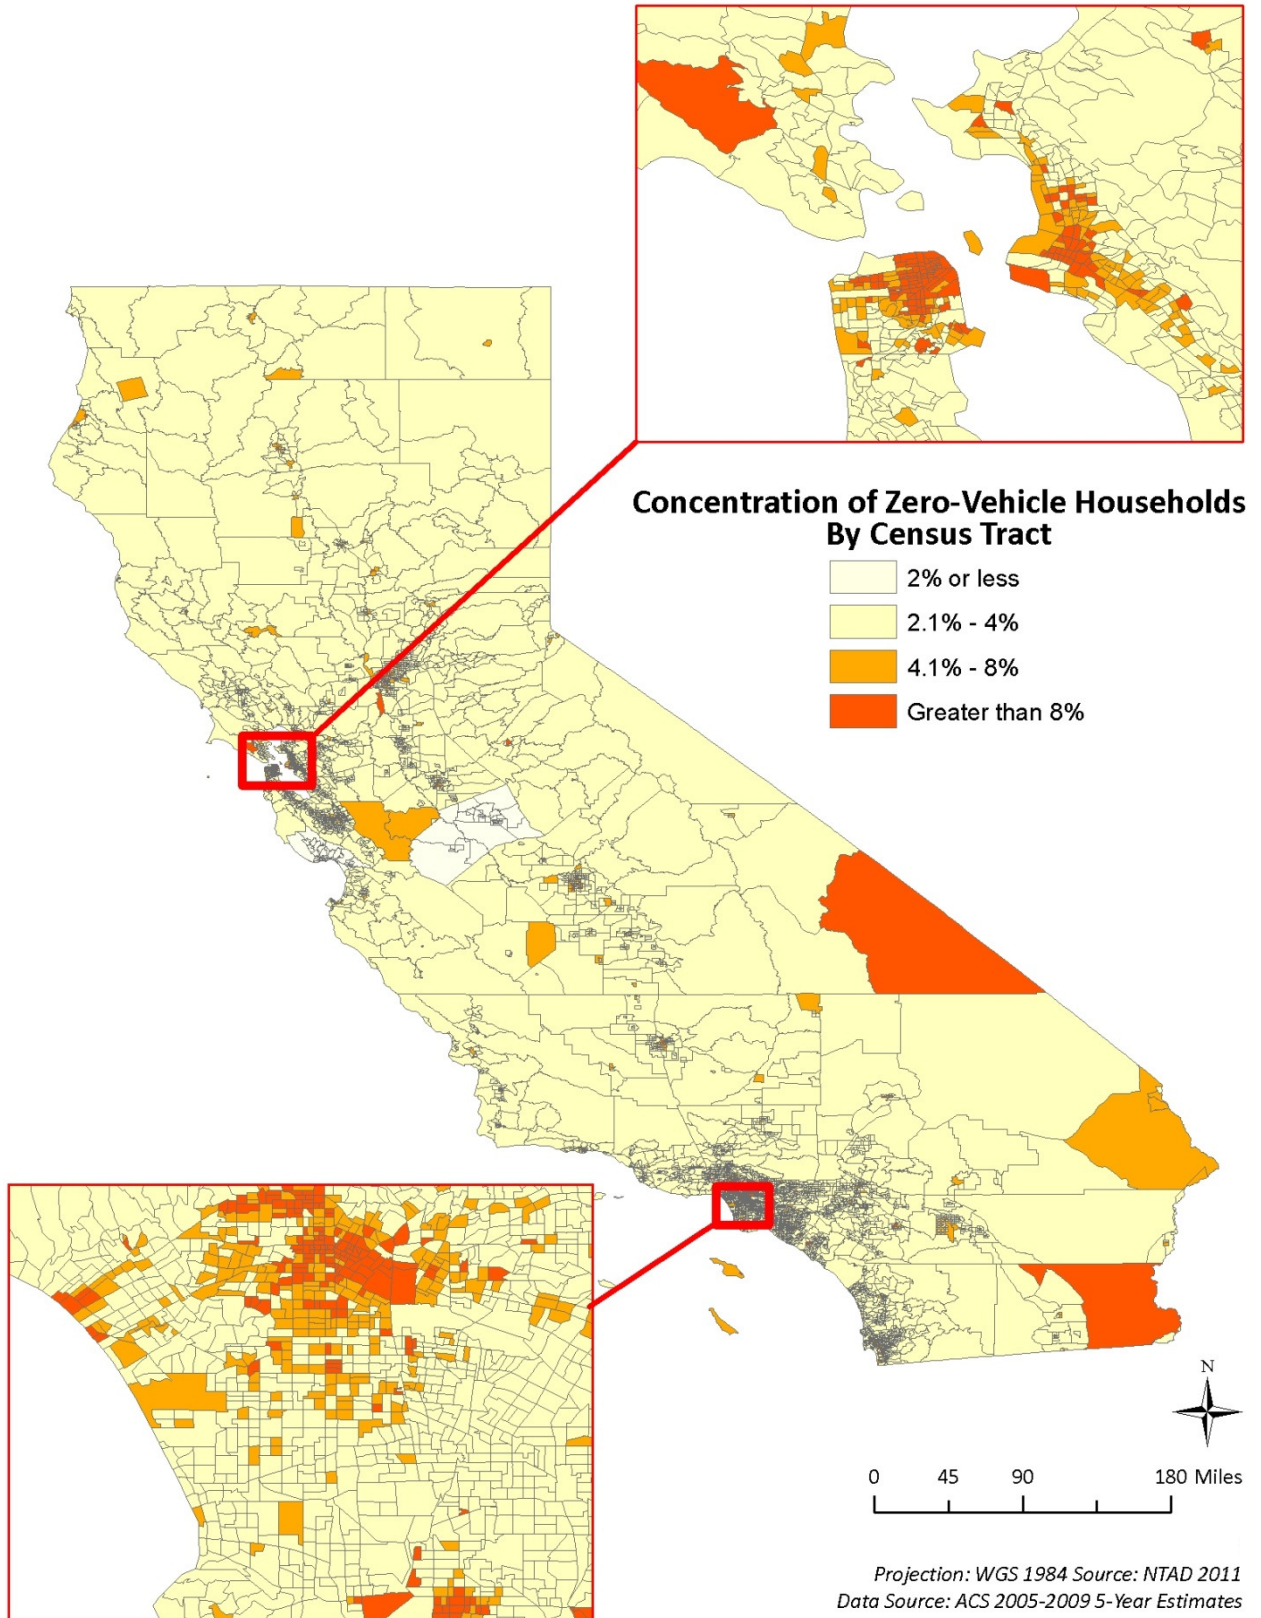 Concentration of Zero-Vehicle Households
By Census Tract
2% or less
2.1% - 4%
4.1% - 8%
Greater than 8%
N
0 45 90 180 Miles
Projection: WGS 1984 Source: NTAD 2011
Data Source: ACS 2005-2009 5-Year Estimates